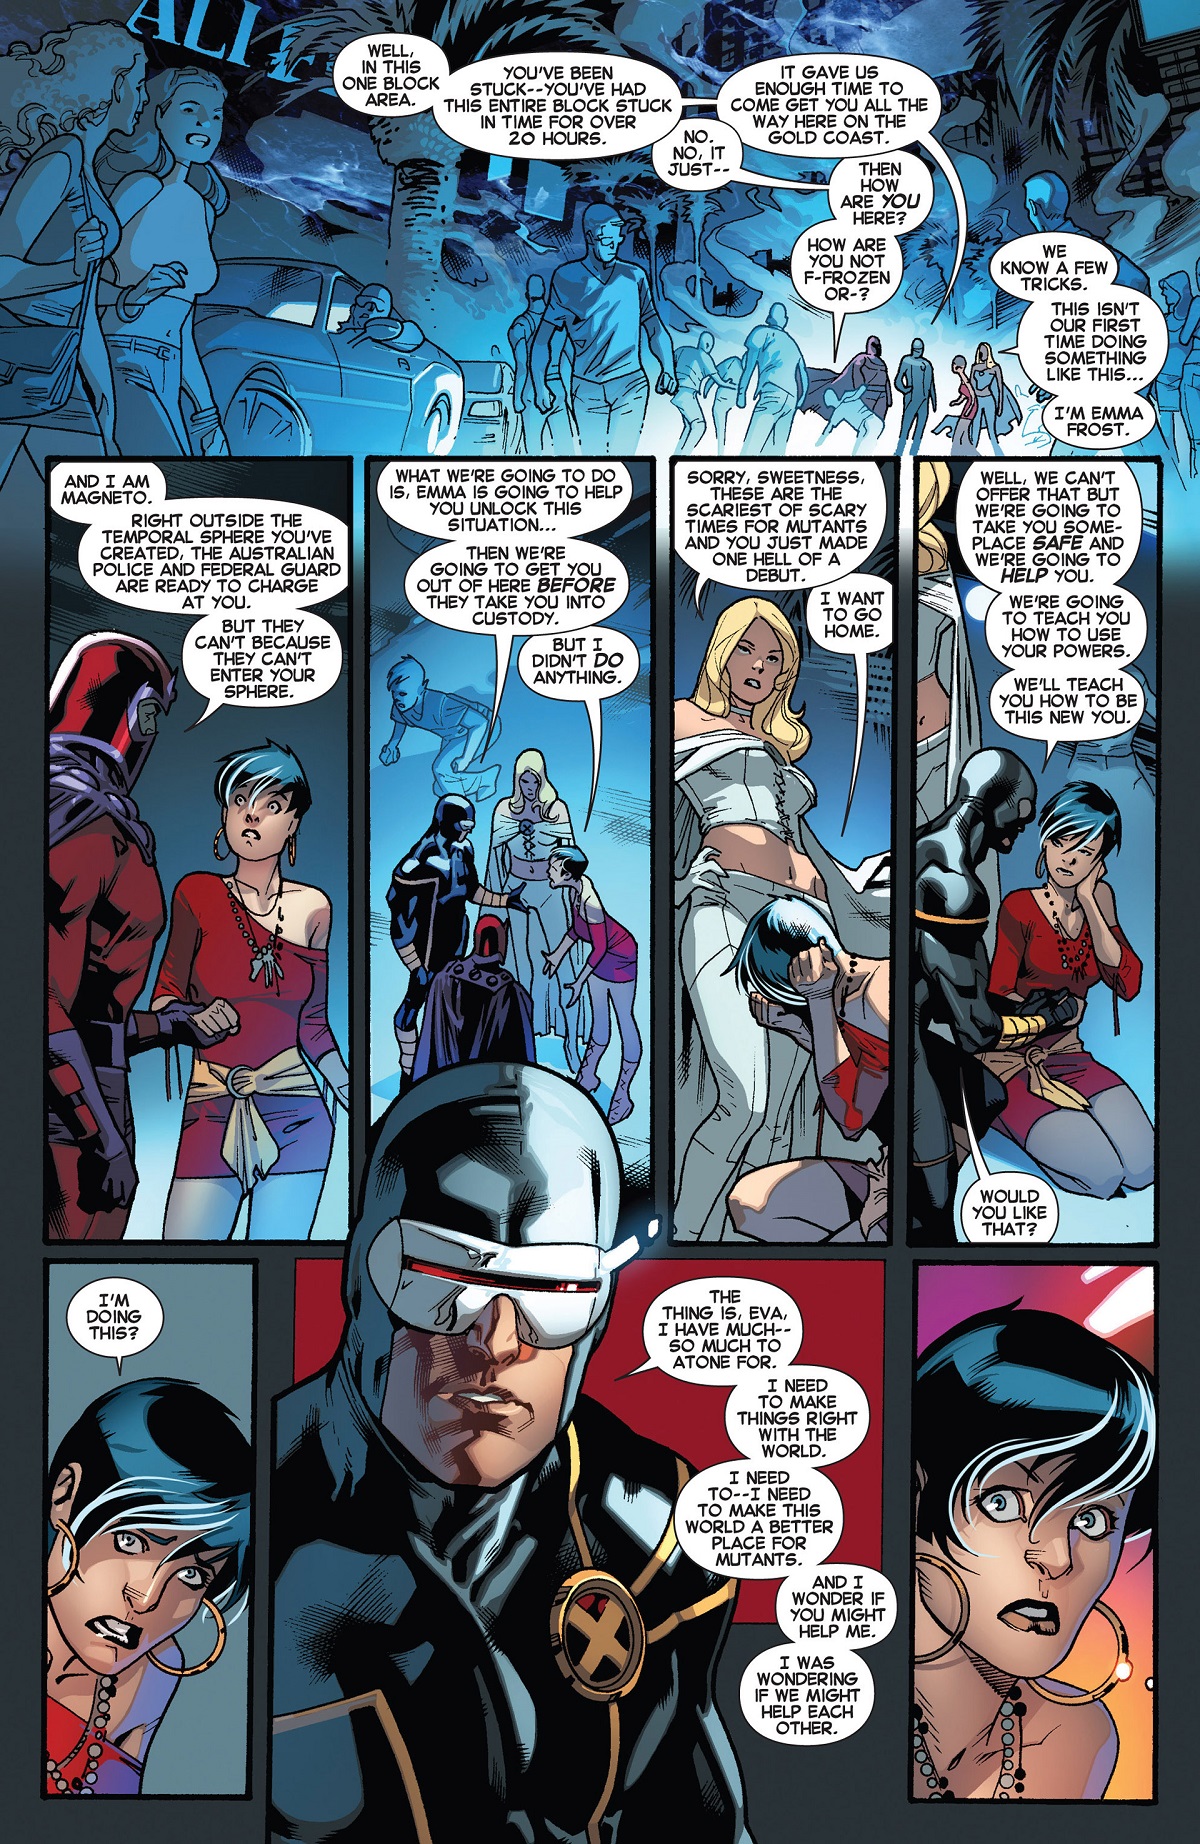 ALI
WELL,
IN THIS
ONE BLOCK
AREA.
YOU'VE BEEN
STUCK--YOU'VE HAD
THIS ENTIRE BLOCK STUCK
IN TIME FOR OVER
20 HOURS.
IT GAVE US
ENOUGH TIME TO
COME GET YOU ALL THE
WAY HERE ON THE
GOLD COAST.
NO.
NO, IT
JUST--
THEN
HOW
ARE YOU
HERE?
HOW ARE
YOU NOT
F-FROZEN
OR-?
WE
KNOW A FEW
TRICKS.
THIS ISN'T
OUR FIRST
TIME DOING
SOMETHING
LIKE THIS...
I'M EMMA
FROST.
AND I AM
MAGNETO.
RIGHT OUTSIDE THE
TEMPORAL SPHERE YOU'VE
CREATED, THE AUSTRALIAN
POLICE AND FEDERAL GUARD
ARE READY TO CHARGE
AT YOU.
BUT THEY
CAN'T BECAUSE
THEY CAN'T
ENTER YOUR
SPHERE.
WHAT WE'RE GOING TO DO
IS, EMMA IS GOING TO HELP
YOU UNLOCK THIS
SITUATION...
THEN WE'RE
GOING TO GET YOU
OUT OF HERE BEFORE
THEY TAKE YOU INTO
CUSTODY.
BUT I
DIDN'T DO
ANYTHING.
SORRY, SWEETNESS,
THESE ARE THE
SCARIEST OF SCARY
TIMES FOR MUTANTS
AND YOU JUST MADE
ONE HELL OF A
DEBUT.
I WANT
TO GO
HOME.
WELL, WE CAN'T
OFFER THAT BUT
WE'RE GOING TO
TAKE YOU SOME-
PLACE SAFE AND
WE'RE GOING TO
HELP YOU.
WE'RE GOING
TO TEACH YOU
HOW TO USE
YOUR POWERS.
WE'LL TEACH
YOU HOW TO BE
THIS NEW YOU.
WOULD
YOU LIKE
THAT?
I'M
DOING
THIS?
THE
THING IS, EVA,
I HAVE MUCH--
SO MUCH TO
ATONE FOR.
I NEED
TO MAKE
THINGS RIGHT
WITH THE
WORLD.
I NEED
TO--I NEED
TO MAKE THIS
WORLD A BETTER
PLACE FOR
MUTANTS.
AND I
WONDER IF
YOU MIGHT
HELP ME.
I WAS
WONDERING
IF WE MIGHT
HELP EACH
OTHER.